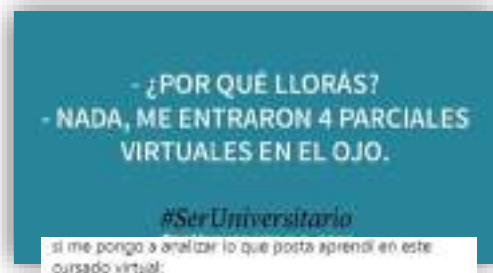 - ¿POR QUÉ LLORÁS?
- NADA, ME ENTRARON 4 PARCIALES
VIRTUALES EN EL OJO.
#SerUniversitario
si me pongo a analizar lo que posta aprendí en este
cursado virtual: